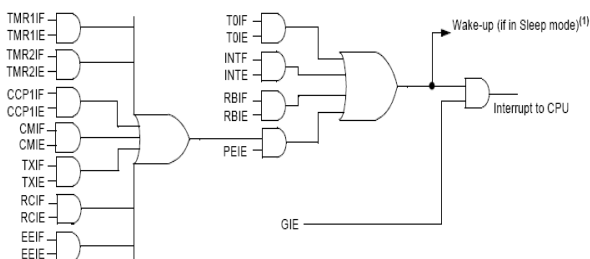 TMR1IF
TMR1IE
TMR2IF
TMR2IE
CCP1IF
CCP1IE
CMIF
CMIE
TXIF
TXIE
RCIF
RCIE
EEIF
EEIE
T0IF
T0IE
INTF
INTE
RBIF
RBIE
PEIE
GIE
Wake-up (if in Sleep mode)(1)
Interrupt to CPU